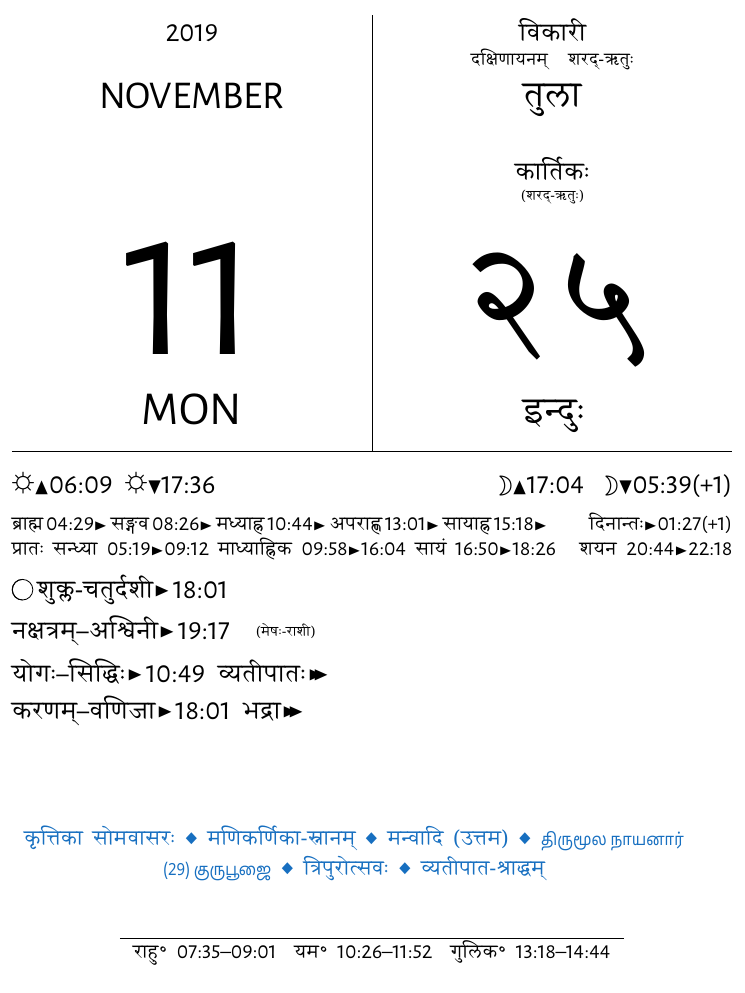 2019
NOVEMBER
11
MON
विकारी
दक्षिणायनम् शरद्-ऋतुः
तुला
कार्तिकः
(शरद्-ऋतुः)
२५
इन्दुः
☼▲06:09 ☼▼17:36 ☽▲17:04 ☽▼05:39(+1)
ब्राह्म 04:29► सङ्गव 08:26► मध्याह्न 10:44► अपराह्ण 13:01► सायाह्न 15:18► दिनान्तः►01:27(+1)
प्रातः सन्ध्या 05:19►09:12 माध्याह्निक 09:58►16:04 सायं 16:50►18:26 शयन 20:44►22:18
◯ शुक्ल-चतुर्दशी►18:01
नक्षत्रम्–अश्विनी►19:17 (मेषः-राशी)
योगः–सिद्धिः►10:49 व्यतीपातः►►
करणम्–वणिजा►18:01 भद्रा►►
कृत्तिका सोमवासरः ◆ मणिकर्णिका-स्नानम् ◆ मन्वादि (उत्तम) ◆ திருமூல நாயனார்
(29) குருபூஜை ◆ त्रिपुरोत्सवः ◆ व्यतीपात-श्राद्धम्
राहु° 07:35–09:01 यम° 10:26–11:52 गुलिक° 13:18–14:44